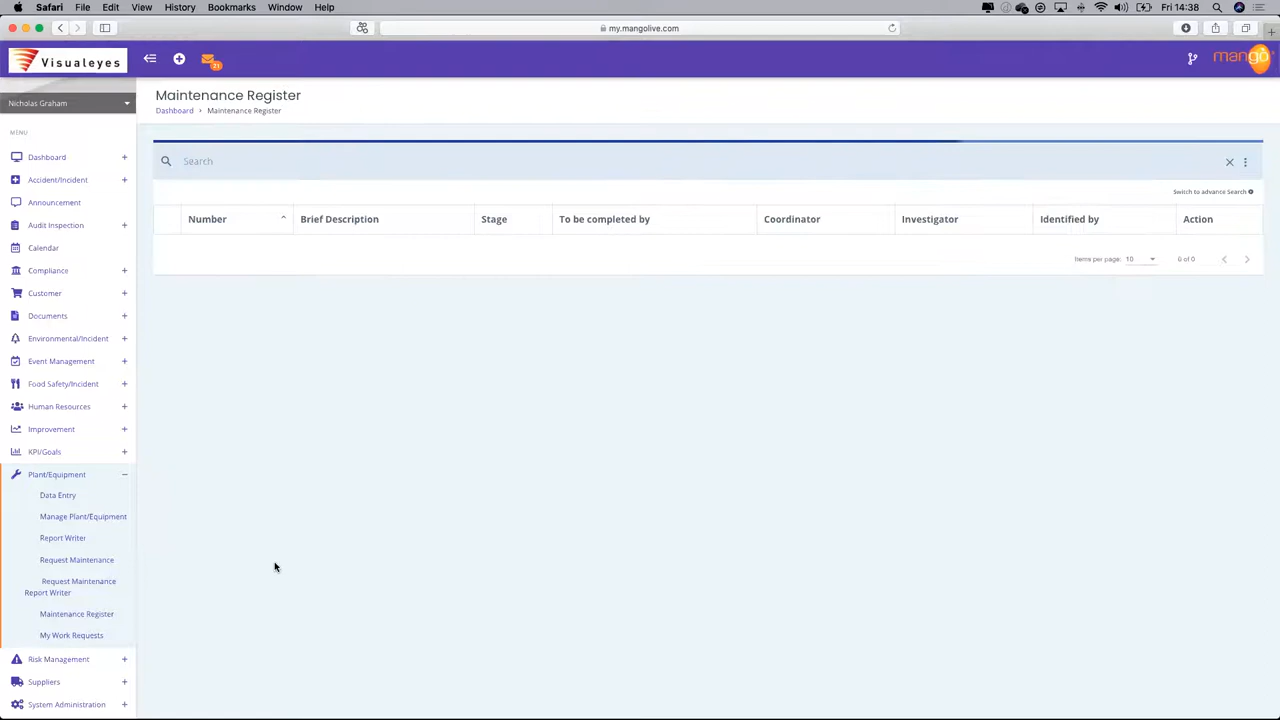 Safari File Edit View History Bookmarks Window Help
Fri 14:38
my.mangolive.com
Visualeyes
21
mango
Nicholas Graham
Maintenance Register
Dashboard > Maintenance Register
MENU
Dashboard +
Accident/Incident +
Announcement
Audit Inspection +
Calendar
Compliance +
Customer +
Documents +
Environmental/Incident +
Event Management +
Food Safety/Incident +
Human Resources +
Improvement +
KPI/Goals +
Plant/Equipment −
Data Entry
Manage Plant/Equipment
Report Writer
Request Maintenance
Request Maintenance
Report Writer
Maintenance Register
My Work Requests
Risk Management +
Suppliers +
System Administration +
Search
Switch to advance Search
Number Brief Description Stage To be completed by Coordinator Investigator Identified by Action
Items per page: 10 0 of 0